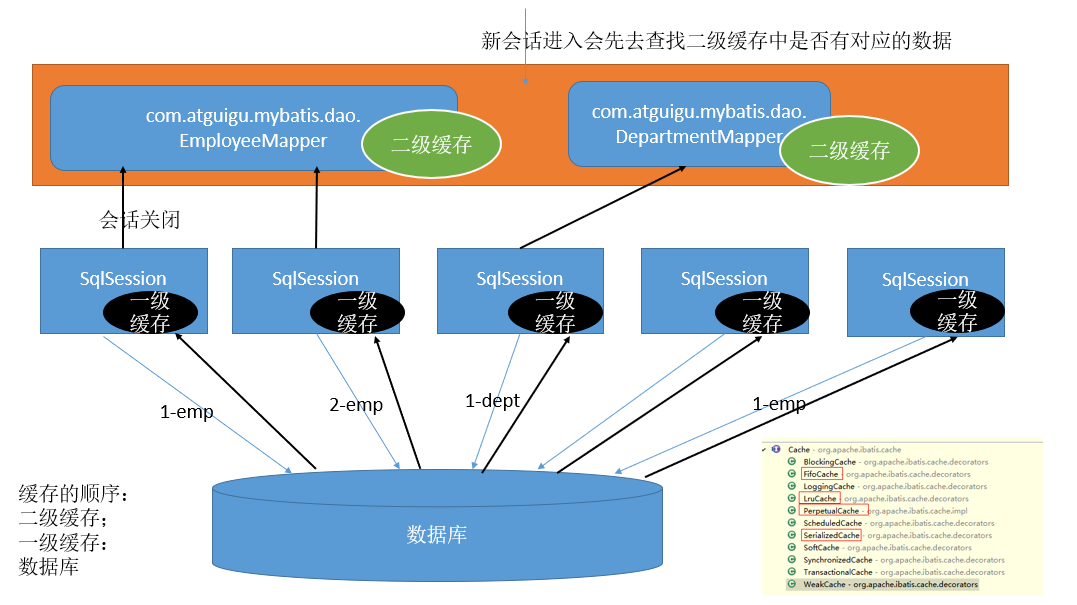 新会话进入会先去查找二级缓存中是否有对应的数据
com.atguigu.mybatis.dao.
EmployeeMapper
二级缓存
com.atguigu.mybatis.dao.
DepartmentMapper
二级缓存
会话关闭
SqlSession
一级
缓存
SqlSession
一级
缓存
SqlSession
一级
缓存
SqlSession
一级
缓存
SqlSession
一级
缓存
1-emp
2-emp
1-dept
1-emp
缓存的顺序：
二级缓存；
一级缓存：
数据库
数据库
Cache - org.apache.ibatis.cache
BlockingCache - org.apache.ibatis.cache.decorators
FifoCache - org.apache.ibatis.cache.decorators
LoggingCache - org.apache.ibatis.cache.decorators
LruCache - org.apache.ibatis.cache.decorators
PerpetualCache - org.apache.ibatis.cache.impl
ScheduledCache - org.apache.ibatis.cache.decorators
SerializedCache - org.apache.ibatis.cache.decorators
SoftCache - org.apache.ibatis.cache.decorators
SynchronizedCache - org.apache.ibatis.cache.decorators
TransactionalCache - org.apache.ibatis.cache.decorators
WeakCache - org.apache.ibatis.cache.decorators